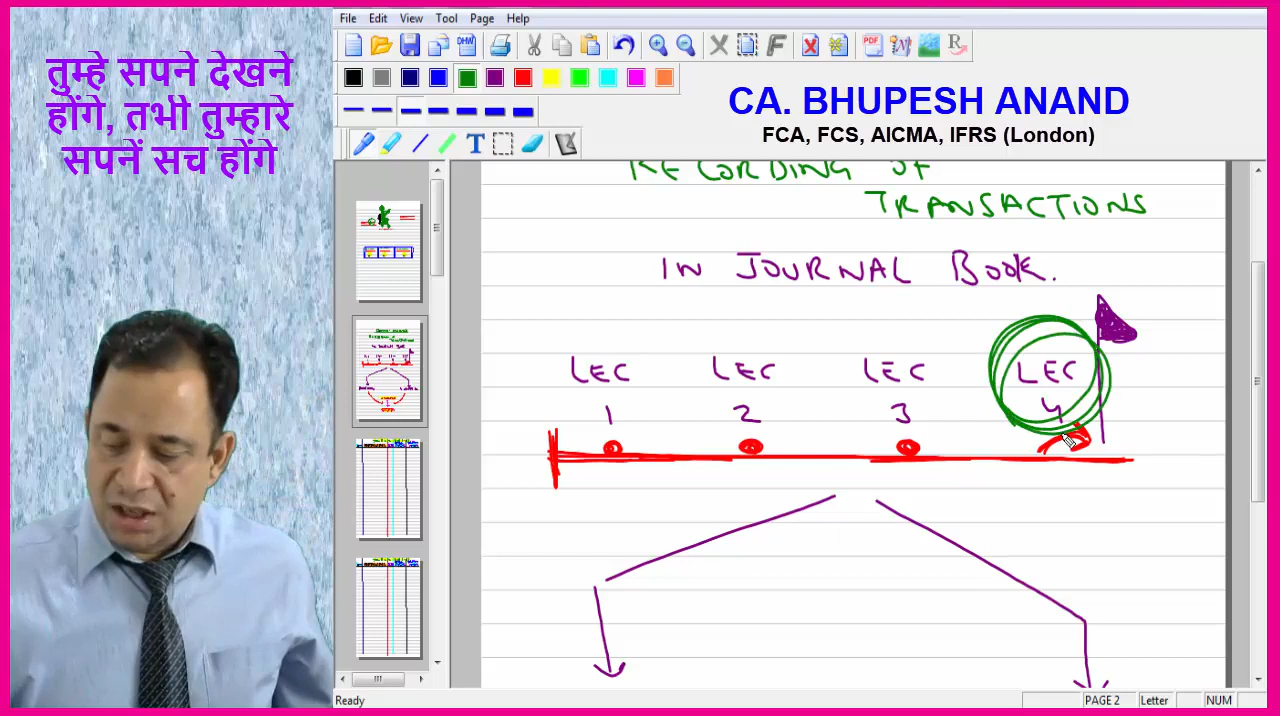 तुम्हे सपने देखने
होंगे, तभी तुम्हारे
सपनें सच होंगे
File Edit View Tool Page Help
CA. BHUPESH ANAND
FCA, FCS, AICMA, IFRS (London)
RECORDING OF
TRANSACTIONS
IN JOURNAL BOOK.
LEC LEC LEC LEC
1 2 3 4
Ready PAGE 2 Letter NUM